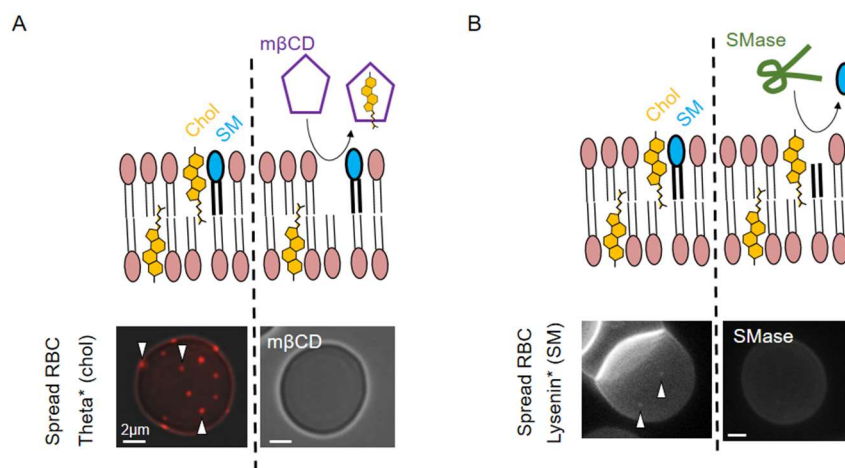 A
mβCD
Chol
SM
Spread RBC
Theta* (chol)
2µm
mβCD
B
SMase
Chol
SM
Spread RBC
Lysenin* (SM)
SMase